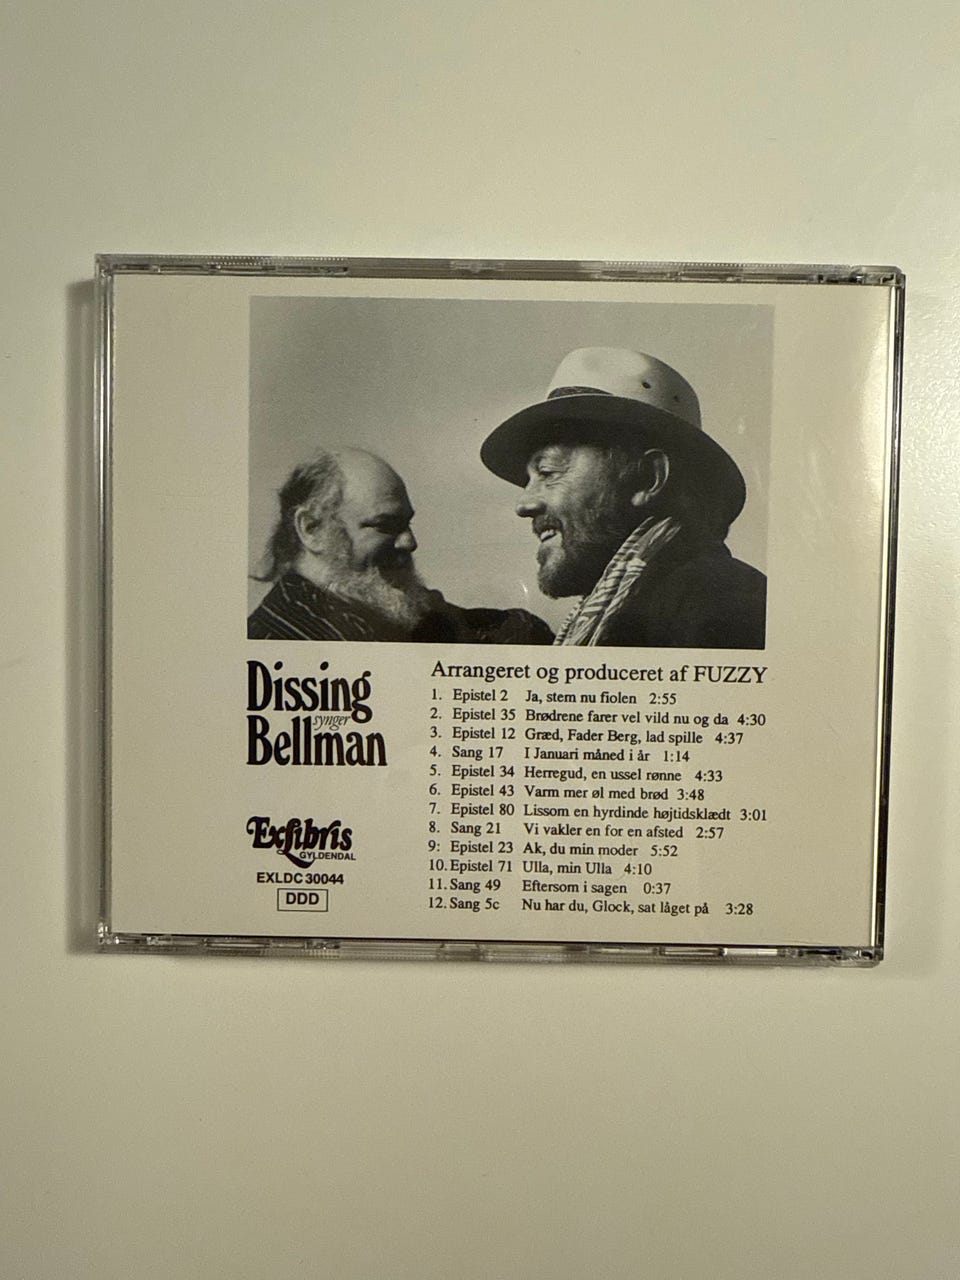 Dissing
synger
Bellman
Exlibris
GYLDENDAL
EXLDC 30044
DDD
Arrangeret og produceret af FUZZY
1. Epistel 2 Ja, stem nu fiolen 2:55
2. Epistel 35 Brødrene farer vel vild nu og da 4:30
3. Epistel 12 Græd, Fader Berg, lad spille 4:37
4. Sang 17 I Januari måned i år 1:14
5. Epistel 34 Herregud, en ussel rønne 4:33
6. Epistel 43 Varm mer øl med brød 3:48
7. Epistel 80 Lissom en hyrdinde højtidsklædt 3:01
8. Sang 21 Vi vakler en for en afsted 2:57
9: Epistel 23 Ak, du min moder 5:52
10. Epistel 71 Ulla, min Ulla 4:10
11. Sang 49 Eftersom i sagen 0:37
12. Sang 5c Nu har du, Glock, sat låget på 3:28